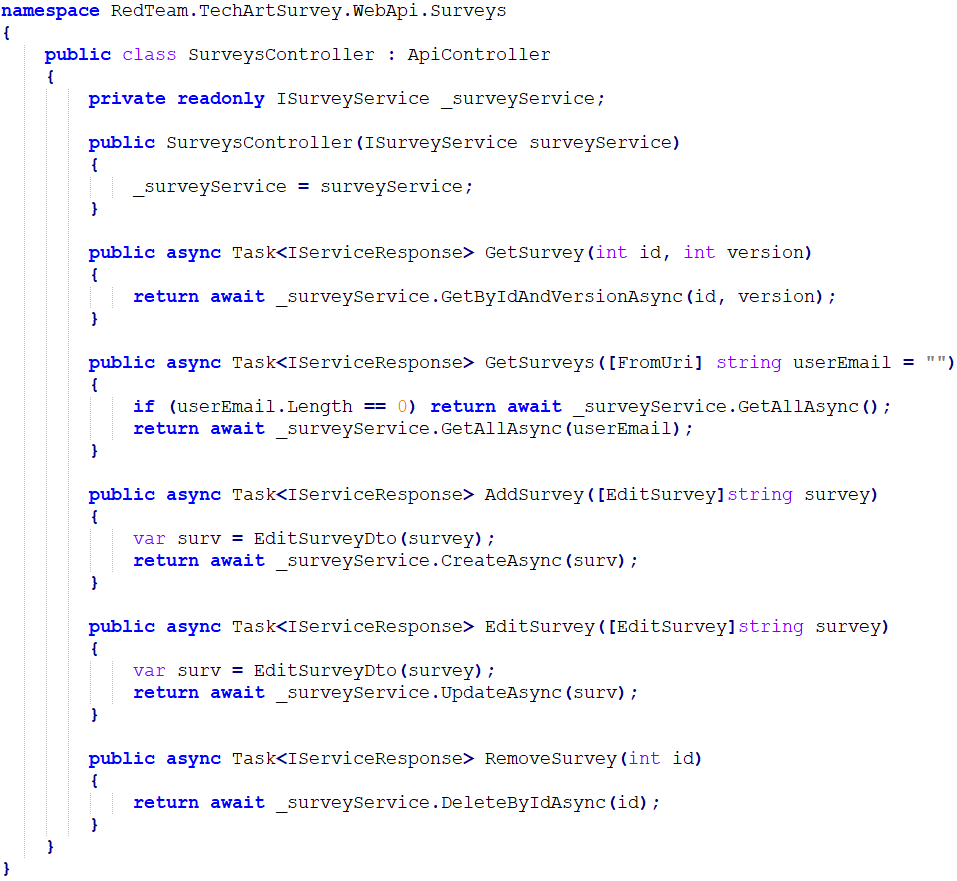 namespace RedTeam.TechArtSurvey.WebApi.Surveys
{
    public class SurveysController : ApiController
    {
        private readonly ISurveyService _surveyService;

        public SurveysController(ISurveyService surveyService)
        {
            _surveyService = surveyService;
        }

        public async Task<IServiceResponse> GetSurvey(int id, int version)
        {
            return await _surveyService.GetByIdAndVersionAsync(id, version);
        }

        public async Task<IServiceResponse> GetSurveys([FromUri] string userEmail = "")
        {
            if (userEmail.Length == 0) return await _surveyService.GetAllAsync();
            return await _surveyService.GetAllAsync(userEmail);
        }

        public async Task<IServiceResponse> AddSurvey([EditSurvey]string survey)
        {
            var surv = EditSurveyDto(survey);
            return await _surveyService.CreateAsync(surv);
        }

        public async Task<IServiceResponse> EditSurvey([EditSurvey]string survey)
        {
            var surv = EditSurveyDto(survey);
            return await _surveyService.UpdateAsync(surv);
        }

        public async Task<IServiceResponse> RemoveSurvey(int id)
        {
            return await _surveyService.DeleteByIdAsync(id);
        }
    }
}